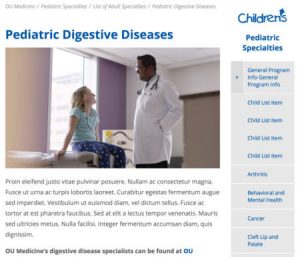 OU Medicine / Pediatric Specialties / List of Adult Specialties / Pediatric Digestive Diseases
Pediatric Digestive Diseases
Proin eleifend justo vitae pulvinar posuere. Nullam ac consectetur magna.
Fusce ut urna ac turpis lobortis laoreet. Curabitur egestas fermentum augue
sed imperdiet. Vestibulum ut euismod diam, vel dictum tellus. Fusce ac
tortor at est pharetra faucibus. Sed at elit a lectus tempor venenatis. Mauris
sed ultricies metus. Nulla facilisi. Integer fermentum accumsan diam, quis
dignissim.
OU Medicine's digestive disease specialists can be found at OU
Children's
Pediatric
Specialties
General Program
Info General
Program Info
Child List Item
Child List Item
Child List Item
Child List Item
Arthritis
Behavioral and
Mental Health
Cancer
Cleft Lip and
Palate